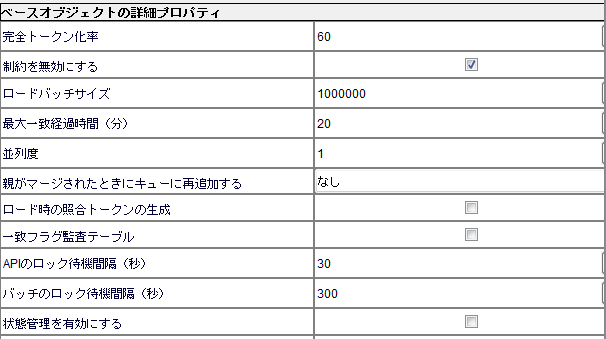 ベースオブジェクトの詳細プロパティ
完全トークン化率 60
制約を無効にする
ロードバッチサイズ 1000000
最大一致経過時間（分） 20
並列度 1
親がマージされたときにキューに再追加する なし
ロード時の照合トークンの生成
一致フラグ監査テーブル
APIのロック待機間隔（秒） 30
バッチのロック待機間隔（秒） 300
状態管理を有効にする